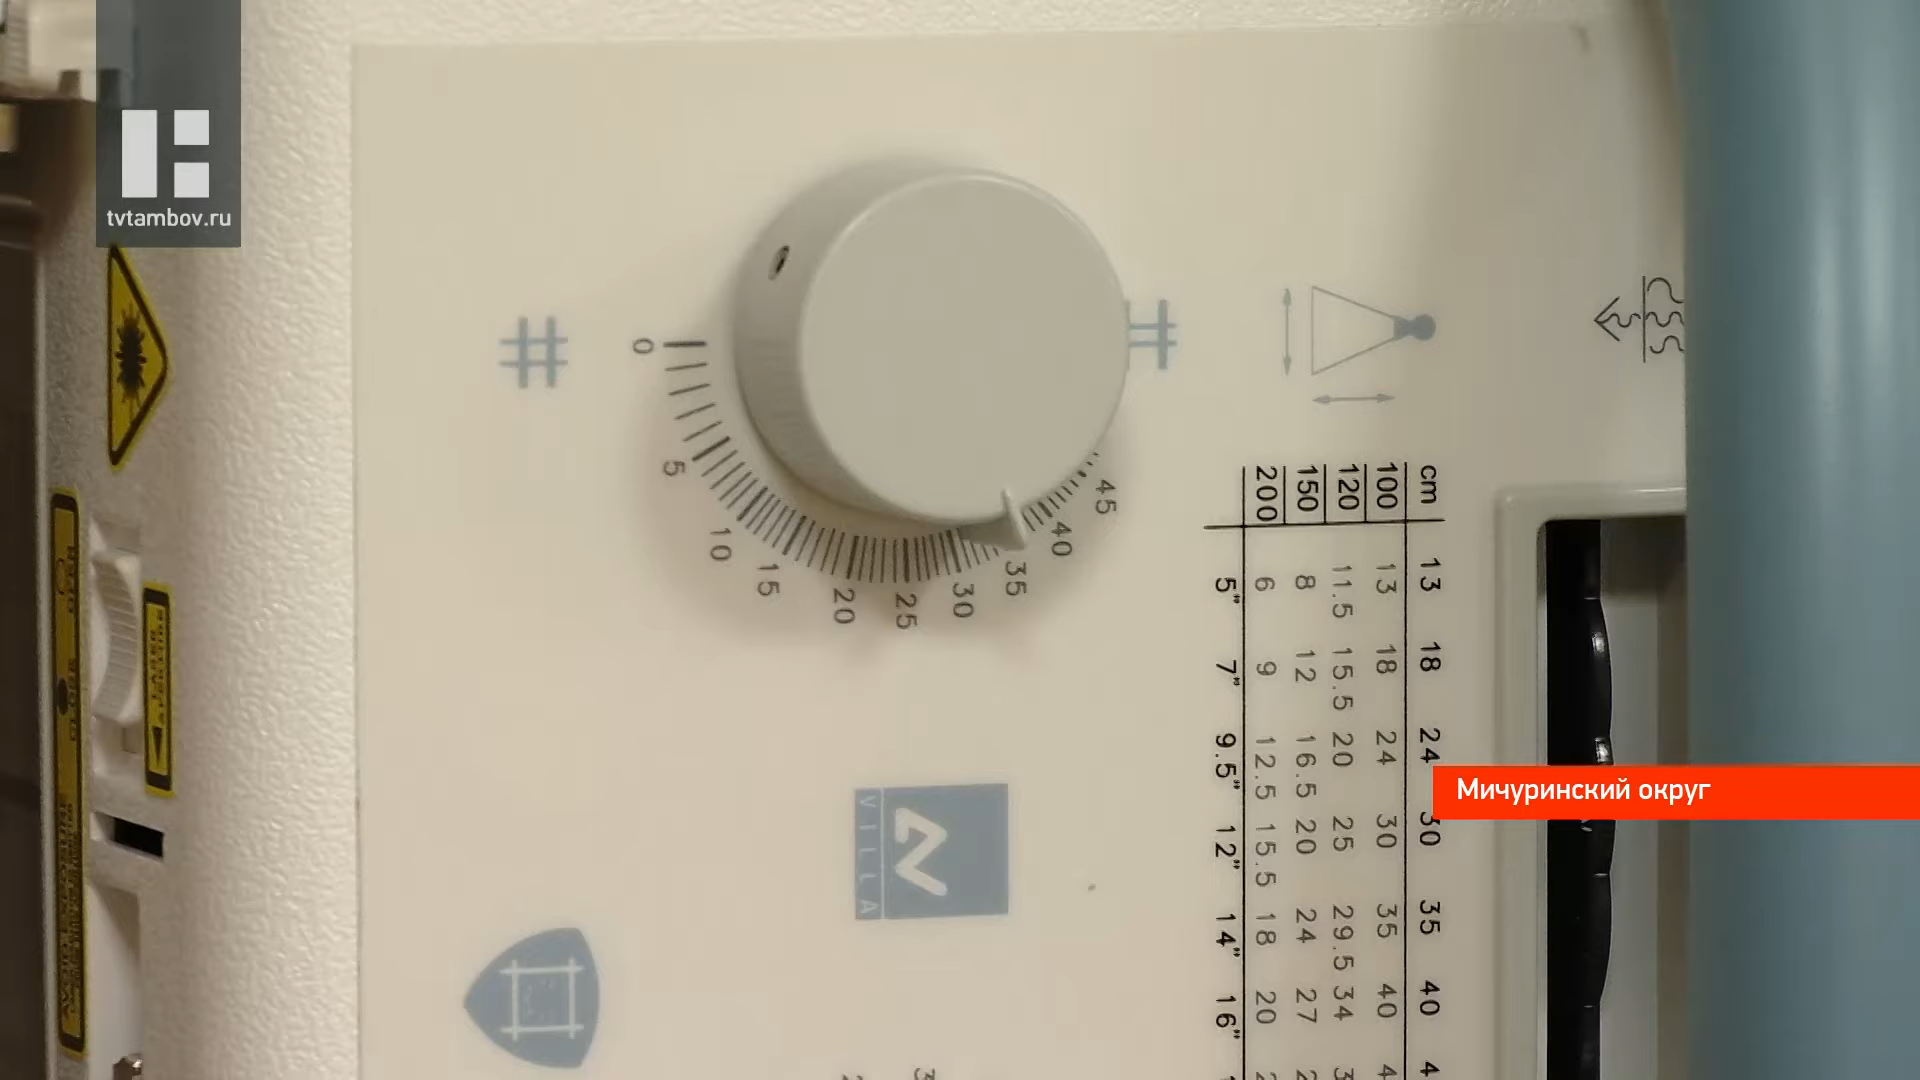 tvtambov.ru
0
5
10
15
20
25
30
35
40
45
cm 13 18 24 30 35 40
100 13 18 24 30 35 40
120 11.5 15.5 20 25 29.5 34
150 8 12 16.5 20 24 27
200 6 9 12.5 15.5 18 20
5" 7" 9.5" 12" 14" 16"
VILLA
LASER APERTURE
Мичуринский округ